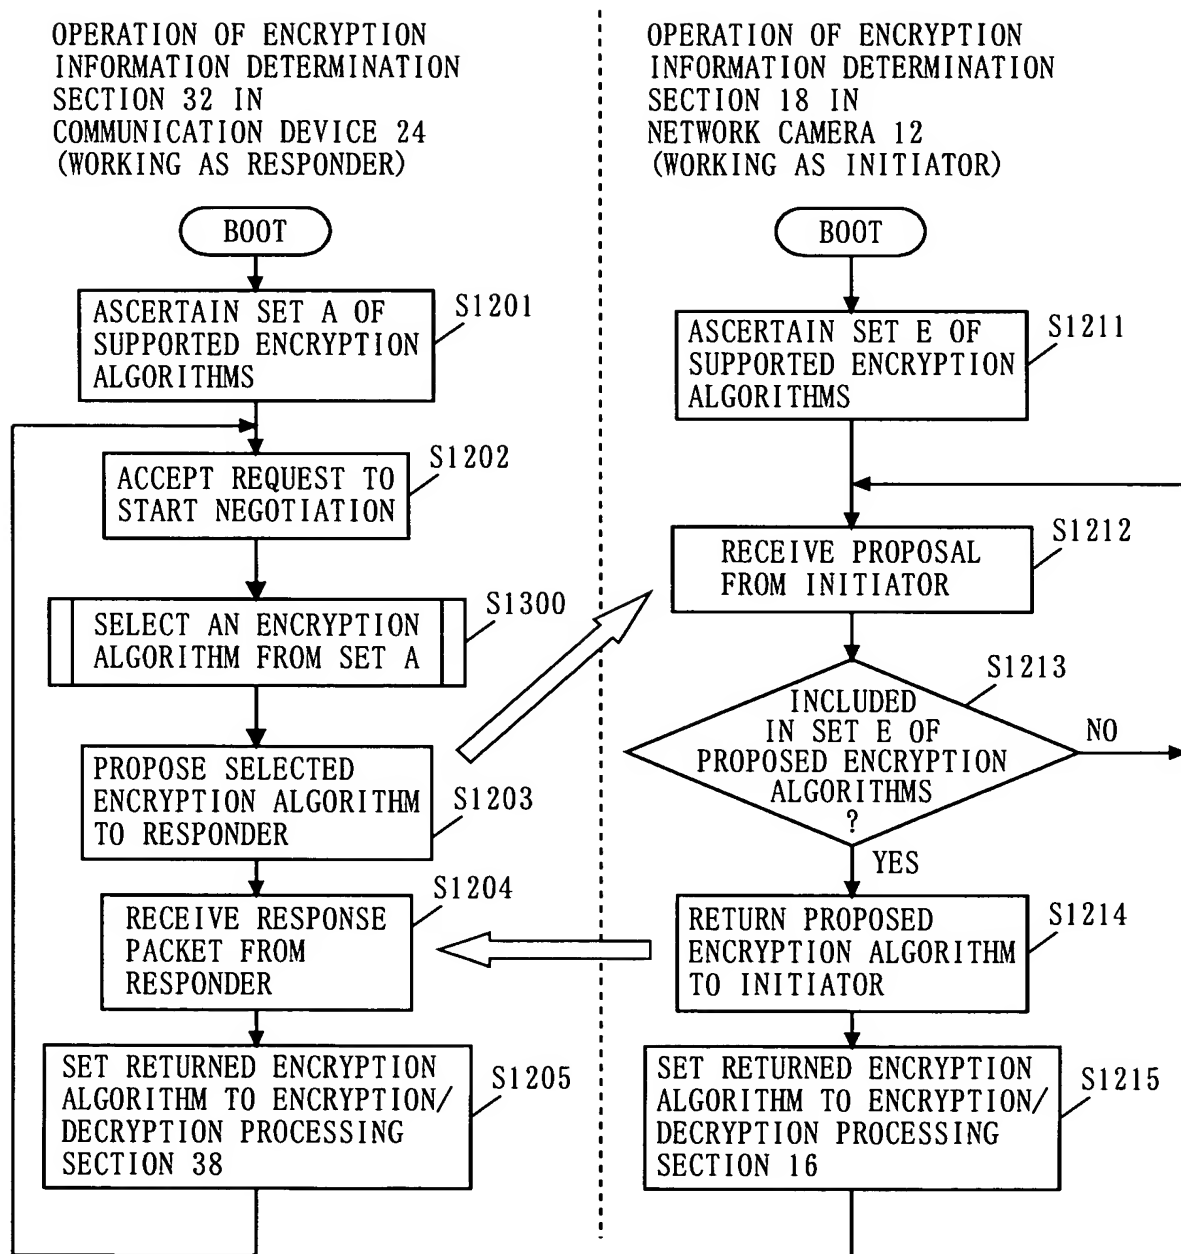 OPERATION OF ENCRYPTION
INFORMATION DETERMINATION
SECTION 32 IN
COMMUNICATION DEVICE 24
(WORKING AS RESPONDER)
BOOT
ASCERTAIN SET A OF
SUPPORTED ENCRYPTION
ALGORITHMS
S1201
ACCEPT REQUEST TO
START NEGOTIATION
S1202
SELECT AN ENCRYPTION
ALGORITHM FROM SET A
S1300
PROPOSE SELECTED
ENCRYPTION ALGORITHM
TO RESPONDER
S1203
RECEIVE RESPONSE
PACKET FROM
RESPONDER
S1204
SET RETURNED ENCRYPTION
ALGORITHM TO ENCRYPTION/
DECRYPTION PROCESSING
SECTION 38
S1205
OPERATION OF ENCRYPTION
INFORMATION DETERMINATION
SECTION 18 IN
NETWORK CAMERA 12
(WORKING AS INITIATOR)
BOOT
ASCERTAIN SET E OF
SUPPORTED ENCRYPTION
ALGORITHMS
S1211
RECEIVE PROPOSAL
FROM INITIATOR
S1212
INCLUDED
IN SET E OF
PROPOSED ENCRYPTION
ALGORITHMS
?
S1213
NO
YES
RETURN PROPOSED
ENCRYPTION ALGORITHM
TO INITIATOR
S1214
SET RETURNED ENCRYPTION
ALGORITHM TO ENCRYPTION/
DECRYPTION PROCESSING
SECTION 16
S1215